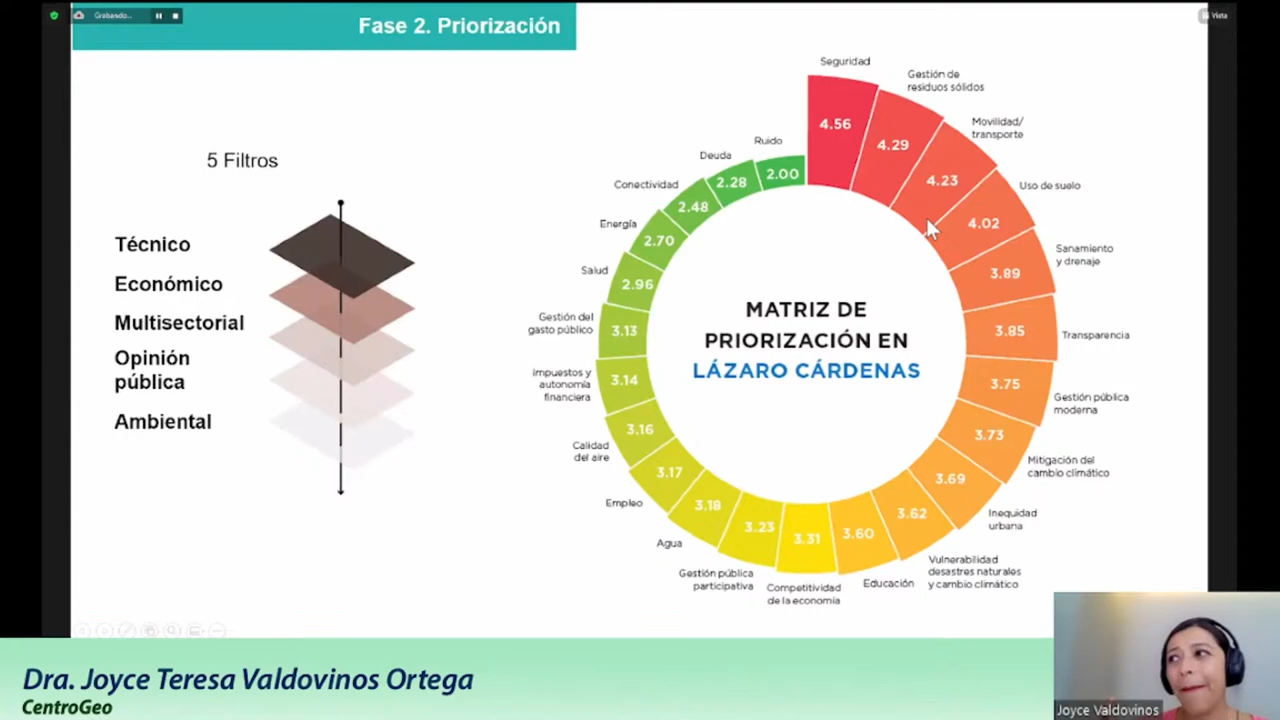 Grabando...
Vista
Fase 2. Priorización
5 Filtros
Técnico
Económico
Multisectorial
Opinión
pública
Ambiental
Seguridad
4.56
Gestión de
residuos sólidos
4.29
Movilidad/
transporte
4.23
Uso de suelo
4.02
Sanamiento
y drenaje
3.89
Transparencia
3.85
Gestión pública
moderna
3.75
Mitigación del
cambio climático
3.73
Inequidad
urbana
3.69
Vulnerabilidad
desastres naturales
y cambio climático
3.62
Educación
3.60
Competitividad
de la economía
3.31
Gestión pública
participativa
3.23
Agua
3.18
Empleo
3.17
Calidad
del aire
3.16
Impuestos y
autonomía
financiera
3.14
Gestión del
gasto público
3.13
Salud
2.96
Energía
2.70
Conectividad
2.48
Deuda
2.28
Ruido
2.00
MATRIZ DE
PRIORIZACIÓN EN
LÁZARO CÁRDENAS
Dra. Joyce Teresa Valdovinos Ortega
CentroGeo
Joyce Valdovinos